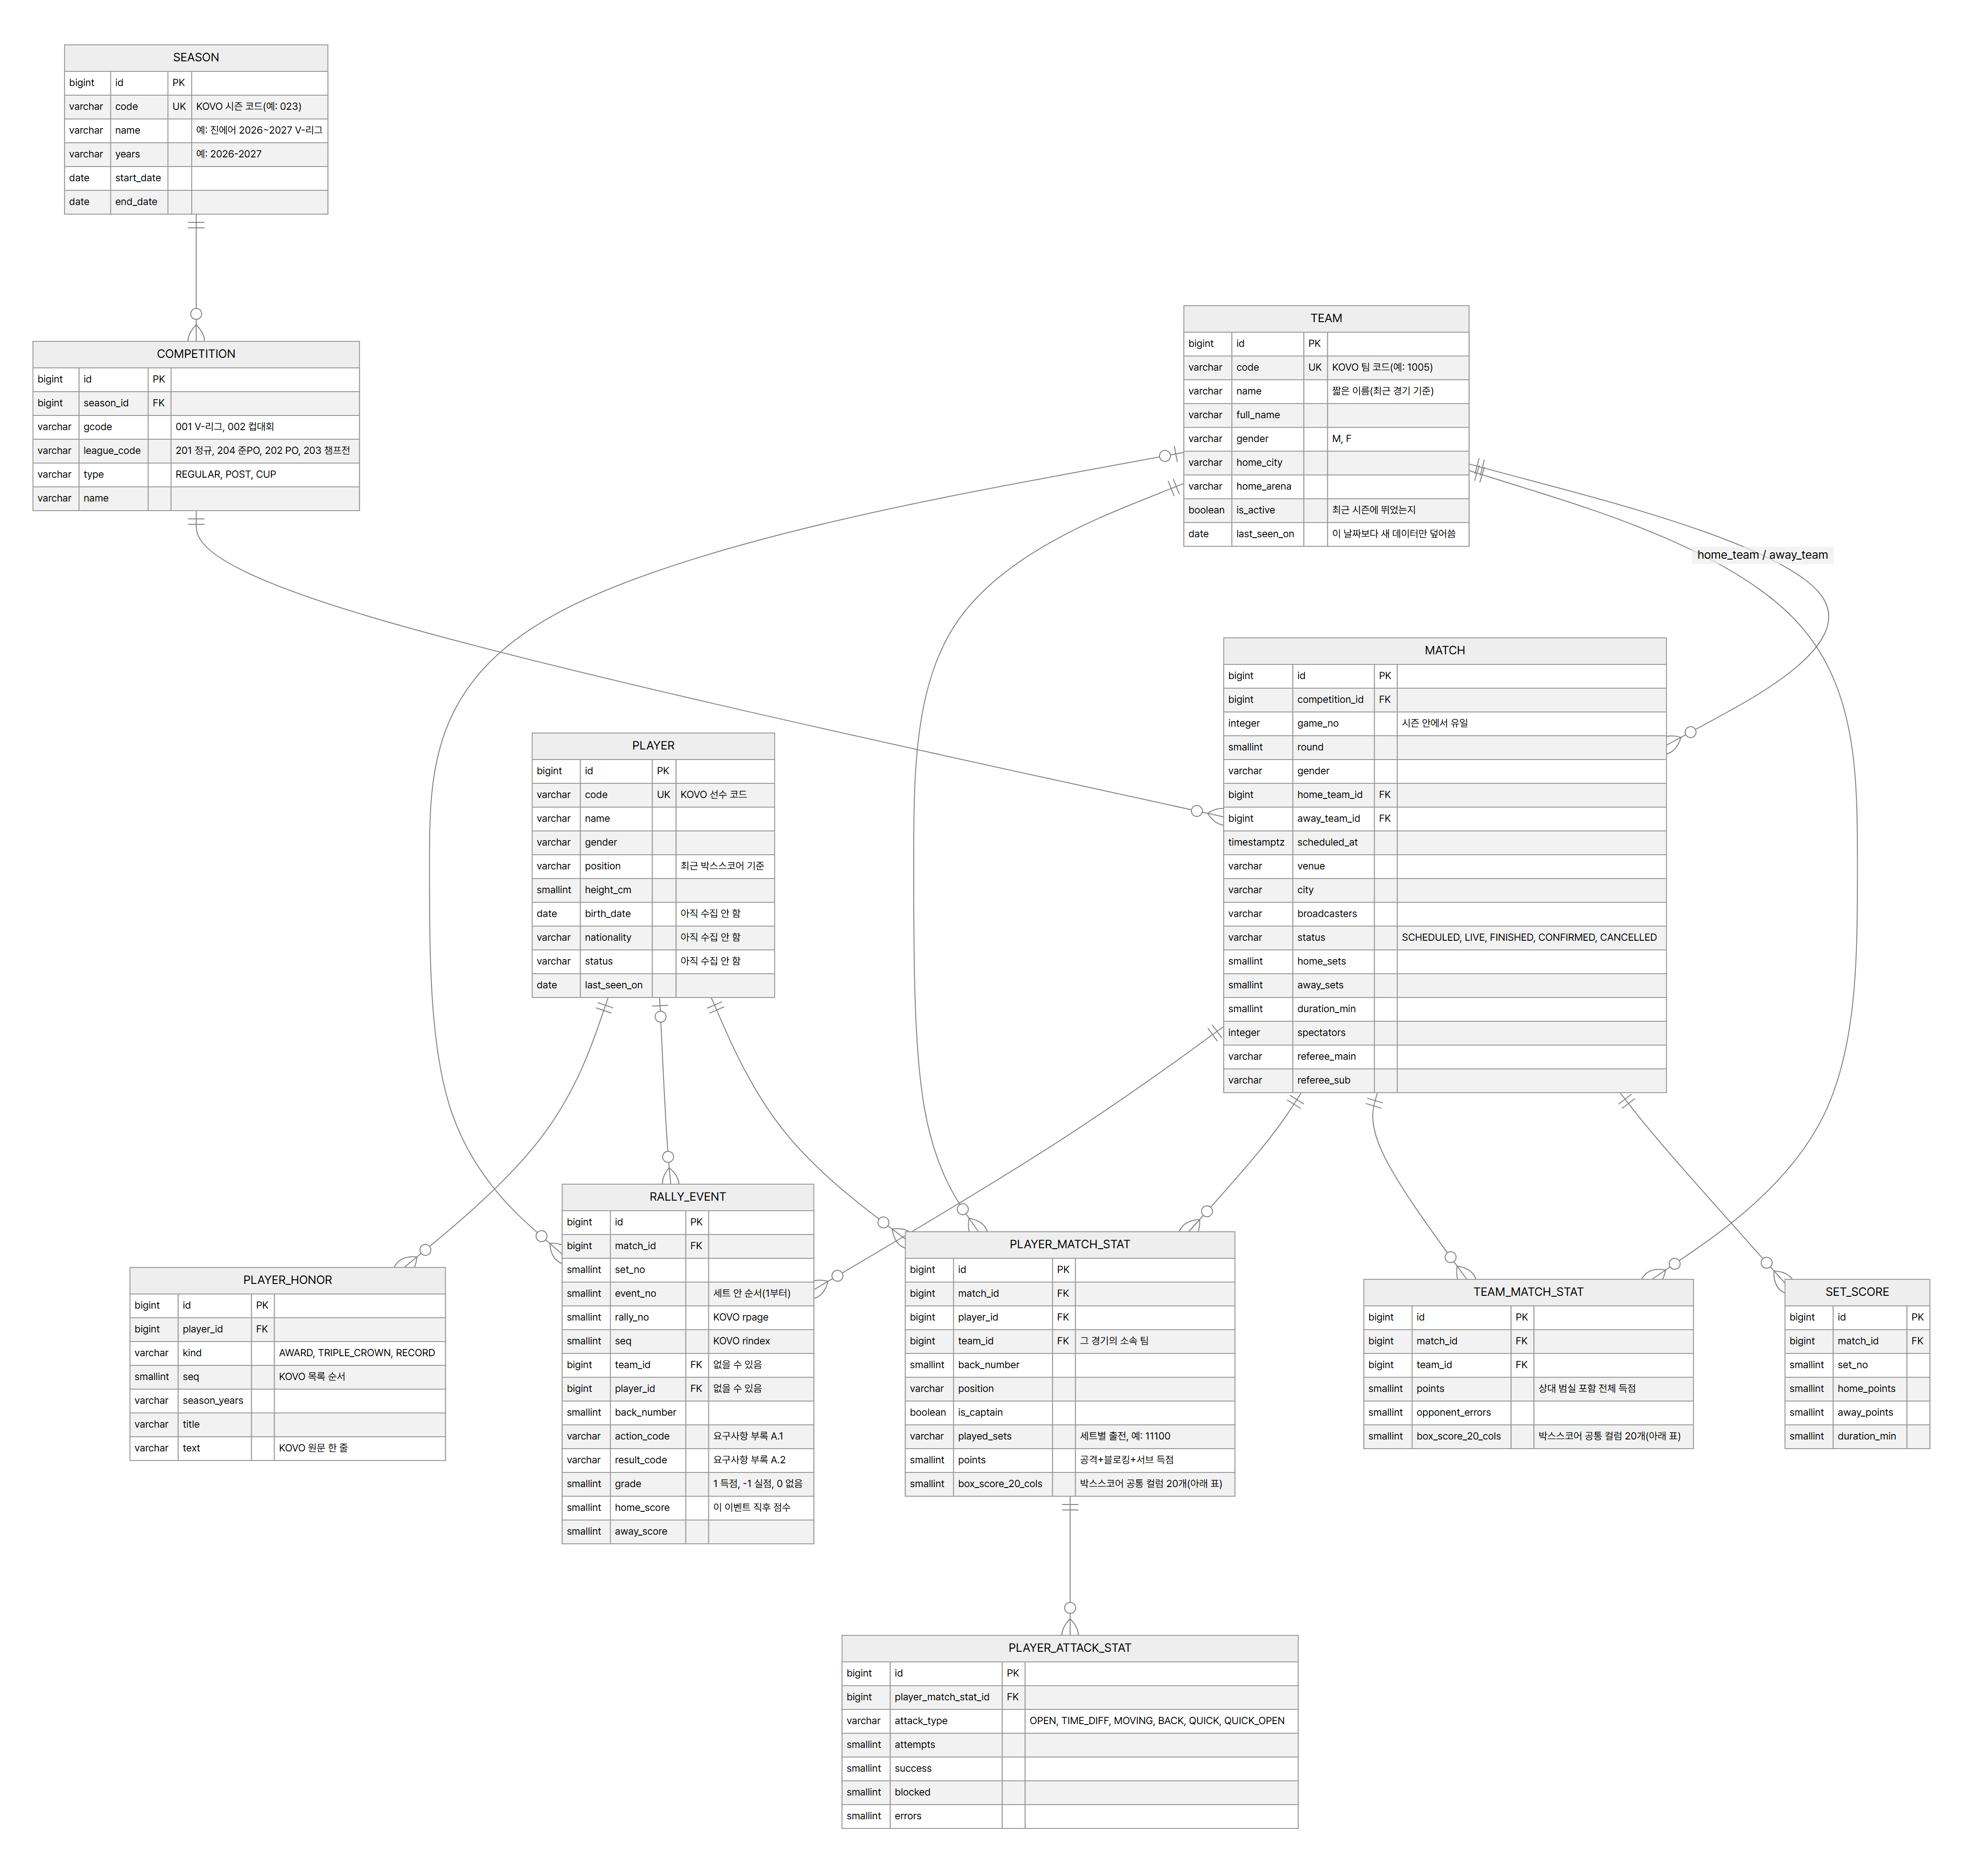 SEASON
bigint id PK
varchar code UK KOVO 시즌 코드(예: 023)
varchar name 예: 진에어 2026~2027 V-리그
varchar years 예: 2026-2027
date start_date
date end_date
COMPETITION
bigint id PK
bigint season_id FK
varchar gcode 001 V-리그, 002 컵대회
varchar league_code 201 정규, 204 준PO, 202 PO, 203 챔프전
varchar type REGULAR, POST, CUP
varchar name
TEAM
bigint id PK
varchar code UK KOVO 팀 코드(예: 1005)
varchar name 짧은 이름(최근 경기 기준)
varchar full_name
varchar gender M, F
varchar home_city
varchar home_arena
boolean is_active 최근 시즌에 뛰었는지
date last_seen_on 이 날짜보다 새 데이터만 덮어씀
home_team / away_team
MATCH
bigint id PK
bigint competition_id FK
integer game_no 시즌 안에서 유일
smallint round
varchar gender
bigint home_team_id FK
bigint away_team_id FK
timestamptz scheduled_at
varchar venue
varchar city
varchar broadcasters
varchar status SCHEDULED, LIVE, FINISHED, CONFIRMED, CANCELLED
smallint home_sets
smallint away_sets
smallint duration_min
integer spectators
varchar referee_main
varchar referee_sub
PLAYER
bigint id PK
varchar code UK KOVO 선수 코드
varchar name
varchar gender
varchar position 최근 박스스코어 기준
smallint height_cm
date birth_date 아직 수집 안 함
varchar nationality 아직 수집 안 함
varchar status 아직 수집 안 함
date last_seen_on
PLAYER_HONOR
bigint id PK
bigint player_id FK
varchar kind AWARD, TRIPLE_CROWN, RECORD
smallint seq KOVO 목록 순서
varchar season_years
varchar title
varchar text KOVO 원문 한 줄
RALLY_EVENT
bigint id PK
bigint match_id FK
smallint set_no
smallint event_no 세트 안 순서(1부터)
smallint rally_no KOVO rpage
smallint seq KOVO rindex
bigint team_id FK 없을 수 있음
bigint player_id FK 없을 수 있음
smallint back_number
varchar action_code 요구사항 부록 A.1
varchar result_code 요구사항 부록 A.2
smallint grade 1 득점, -1 실점, 0 없음
smallint home_score 이 이벤트 직후 점수
smallint away_score
PLAYER_MATCH_STAT
bigint id PK
bigint match_id FK
bigint player_id FK
bigint team_id FK 그 경기의 소속 팀
smallint back_number
varchar position
boolean is_captain
varchar played_sets 세트별 출전, 예: 11100
smallint points 공격+블로킹+서브 득점
smallint box_score_20_cols 박스스코어 공통 컬럼 20개(아래 표)
TEAM_MATCH_STAT
bigint id PK
bigint match_id FK
bigint team_id FK
smallint points 상대 범실 포함 전체 득점
smallint opponent_errors
smallint box_score_20_cols 박스스코어 공통 컬럼 20개(아래 표)
SET_SCORE
bigint id PK
bigint match_id FK
smallint set_no
smallint home_points
smallint away_points
smallint duration_min
PLAYER_ATTACK_STAT
bigint id PK
bigint player_match_stat_id FK
varchar attack_type OPEN, TIME_DIFF, MOVING, BACK, QUICK, QUICK_OPEN
smallint attempts
smallint success
smallint blocked
smallint errors